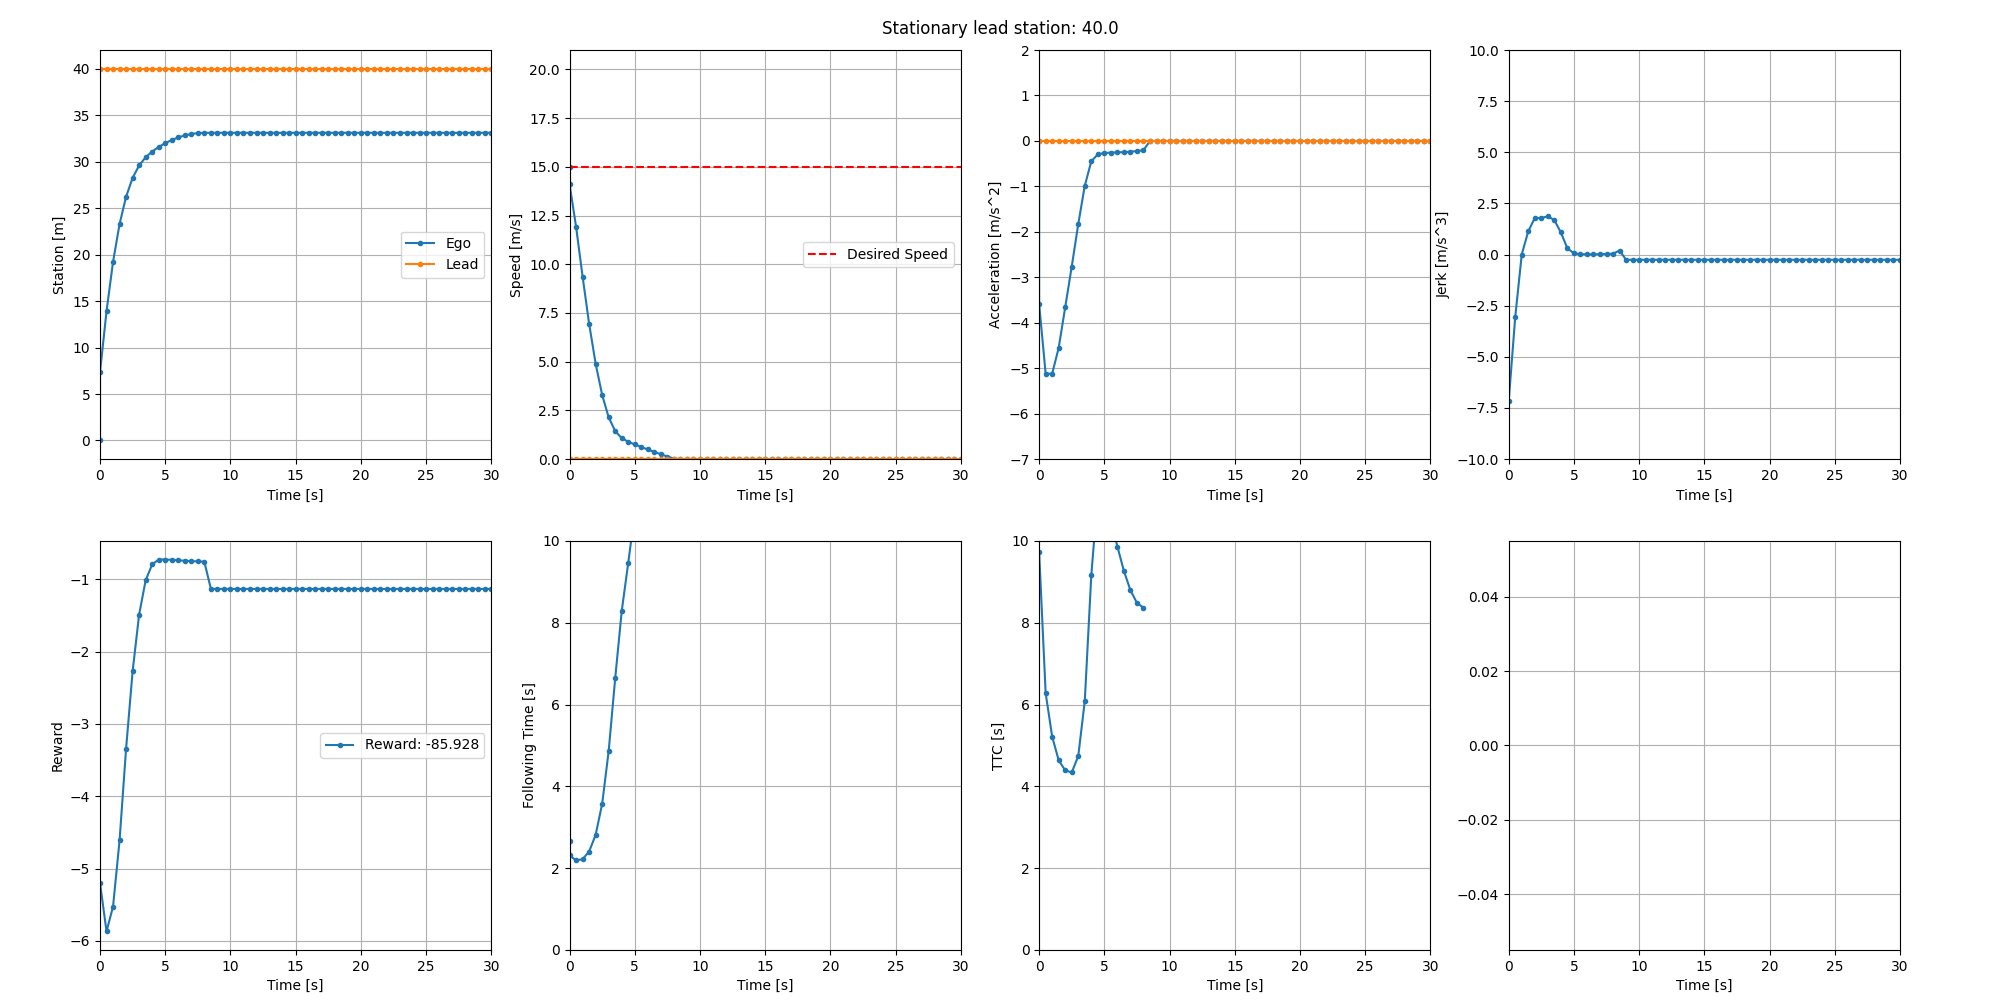 Stationary lead station: 40.0
40
35
30
25
20
15
10
5
0
Station [m]
Ego
Lead
0 5 10 15 20 25 30
Time [s]
20.0
17.5
15.0
12.5
10.0
7.5
5.0
2.5
0.0
Speed [m/s]
Desired Speed
0 5 10 15 20 25 30
Time [s]
2
1
0
−1
−2
−3
−4
−5
−6
−7
Acceleration [m/s^2]
0 5 10 15 20 25 30
Time [s]
10.0
7.5
5.0
2.5
0.0
−2.5
−5.0
−7.5
−10.0
Jerk [m/s^3]
0 5 10 15 20 25 30
Time [s]
−1
−2
−3
−4
−5
−6
Reward
Reward: -85.928
0 5 10 15 20 25 30
Time [s]
10
8
6
4
2
0
Following Time [s]
0 5 10 15 20 25 30
Time [s]
10
8
6
4
2
0
TTC [s]
0 5 10 15 20 25 30
Time [s]
0.04
0.02
0.00
−0.02
−0.04
0 5 10 15 20 25 30
Time [s]